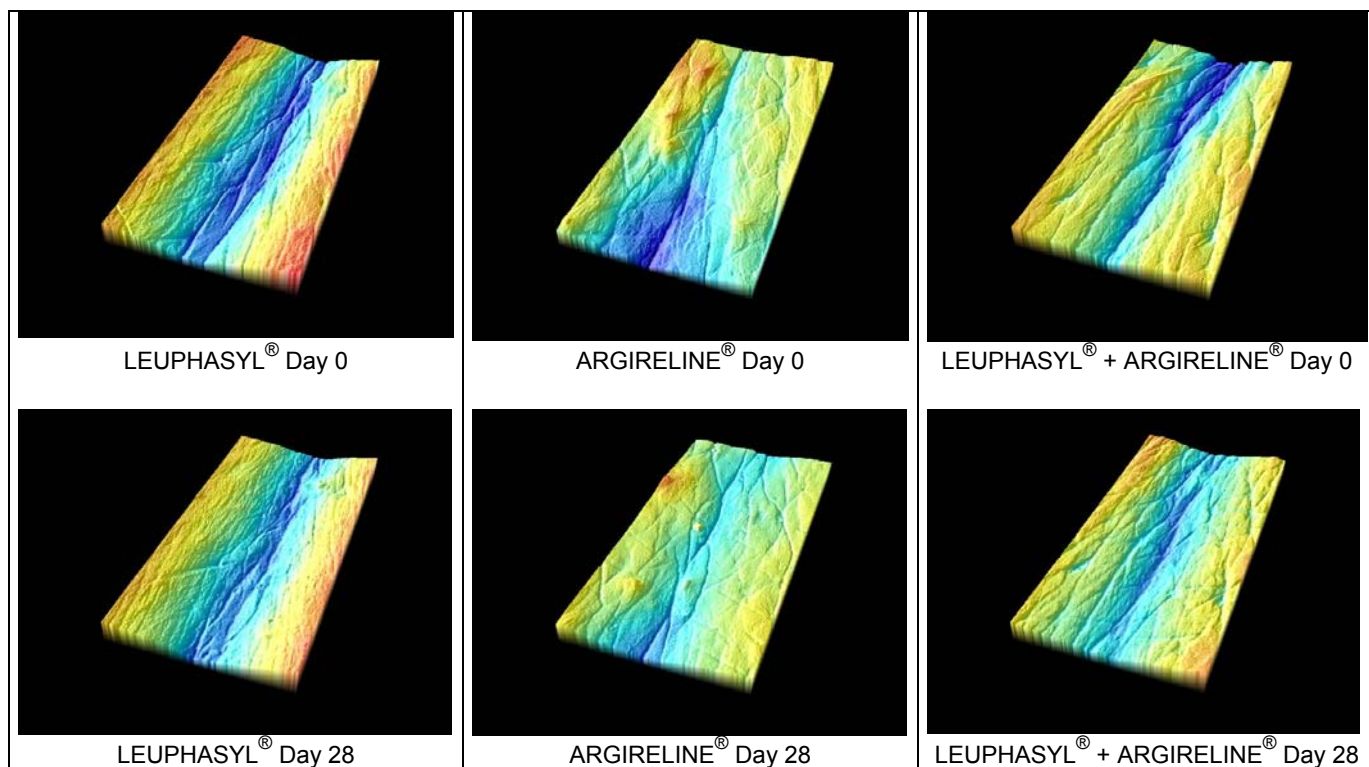 LEUPHASYL® Day 0
ARGIRELINE® Day 0
LEUPHASYL® + ARGIRELINE® Day 0
LEUPHASYL® Day 28
ARGIRELINE® Day 28
LEUPHASYL® + ARGIRELINE® Day 28